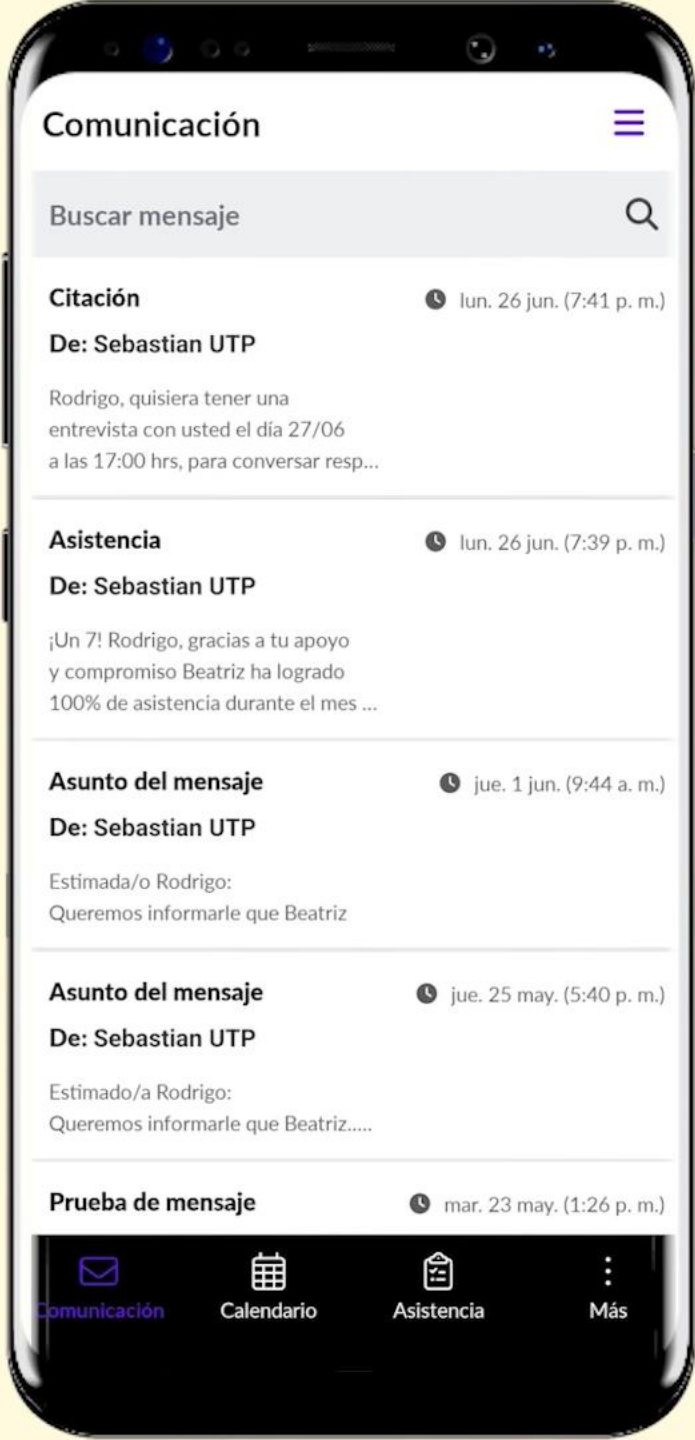 Comunicación
Buscar mensaje
Citación
lun. 26 jun. (7:41 p. m.)
De: Sebastian UTP
Rodrigo, quisiera tener una
entrevista con usted el día 27/06
a las 17:00 hrs, para conversar resp...
Asistencia
lun. 26 jun. (7:39 p. m.)
De: Sebastian UTP
¡Un 7! Rodrigo, gracias a tu apoyo
y compromiso Beatriz ha logrado
100% de asistencia durante el mes ...
Asunto del mensaje
jue. 1 jun. (9:44 a. m.)
De: Sebastian UTP
Estimada/o Rodrigo:
Queremos informarle que Beatriz
Asunto del mensaje
jue. 25 may. (5:40 p. m.)
De: Sebastian UTP
Estimado/a Rodrigo:
Queremos informarle que Beatriz.....
Prueba de mensaje
mar. 23 may. (1:26 p. m.)
Comunicación
Calendario
Asistencia
Más